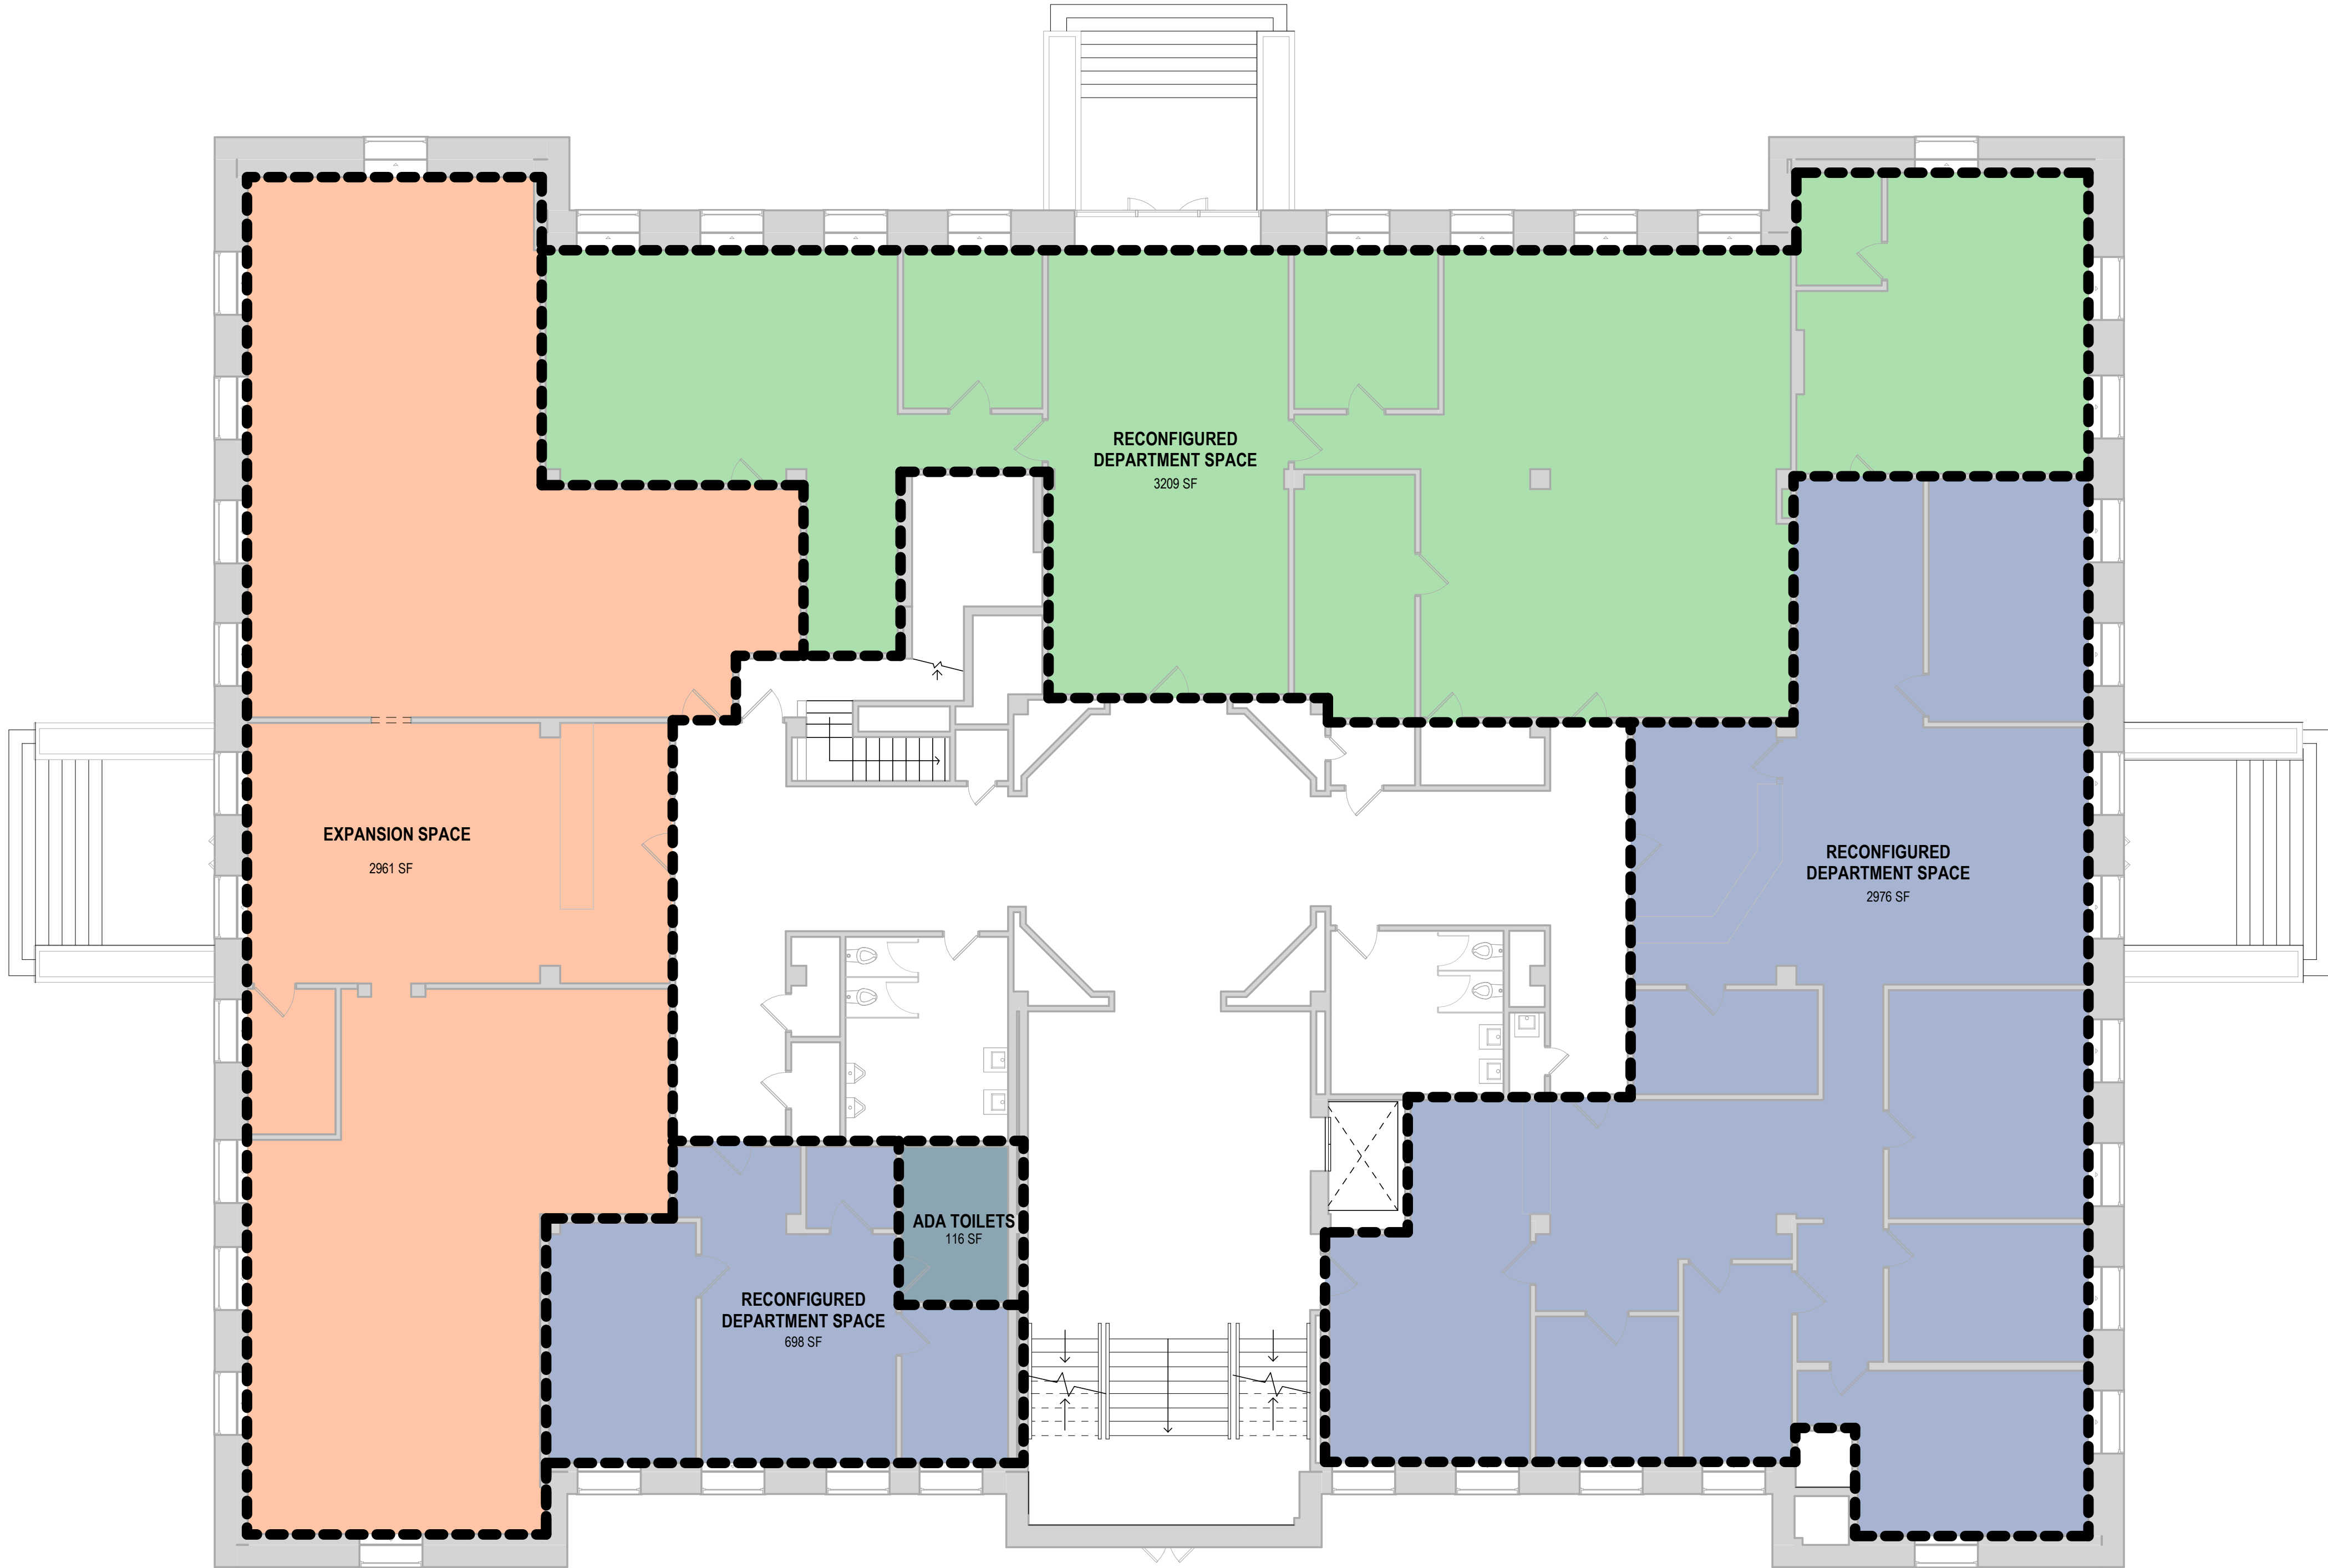 RECONFIGURED
DEPARTMENT SPACE
3209 SF
EXPANSION SPACE
2961 SF
RECONFIGURED
DEPARTMENT SPACE
2976 SF
ADA TOILETS
116 SF
RECONFIGURED
DEPARTMENT SPACE
698 SF